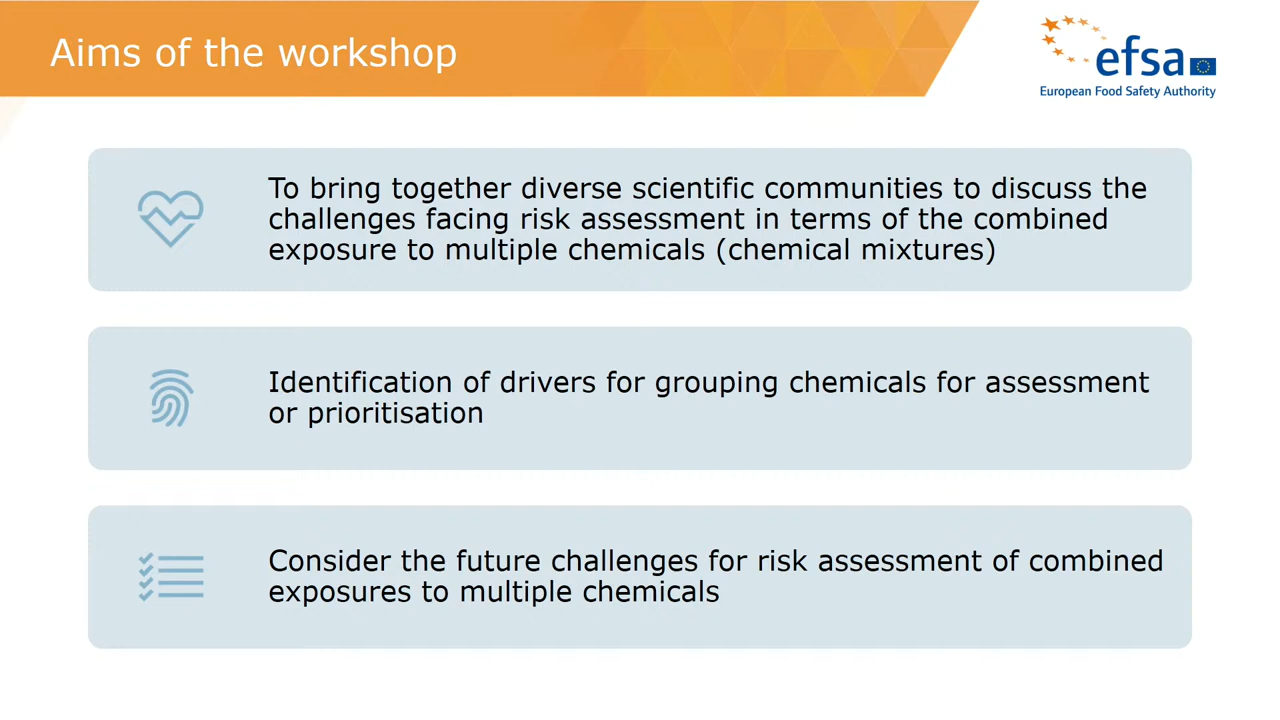 Aims of the workshop
efsa
European Food Safety Authority
To bring together diverse scientific communities to discuss the
challenges facing risk assessment in terms of the combined
exposure to multiple chemicals (chemical mixtures)
Identification of drivers for grouping chemicals for assessment
or prioritisation
Consider the future challenges for risk assessment of combined
exposures to multiple chemicals